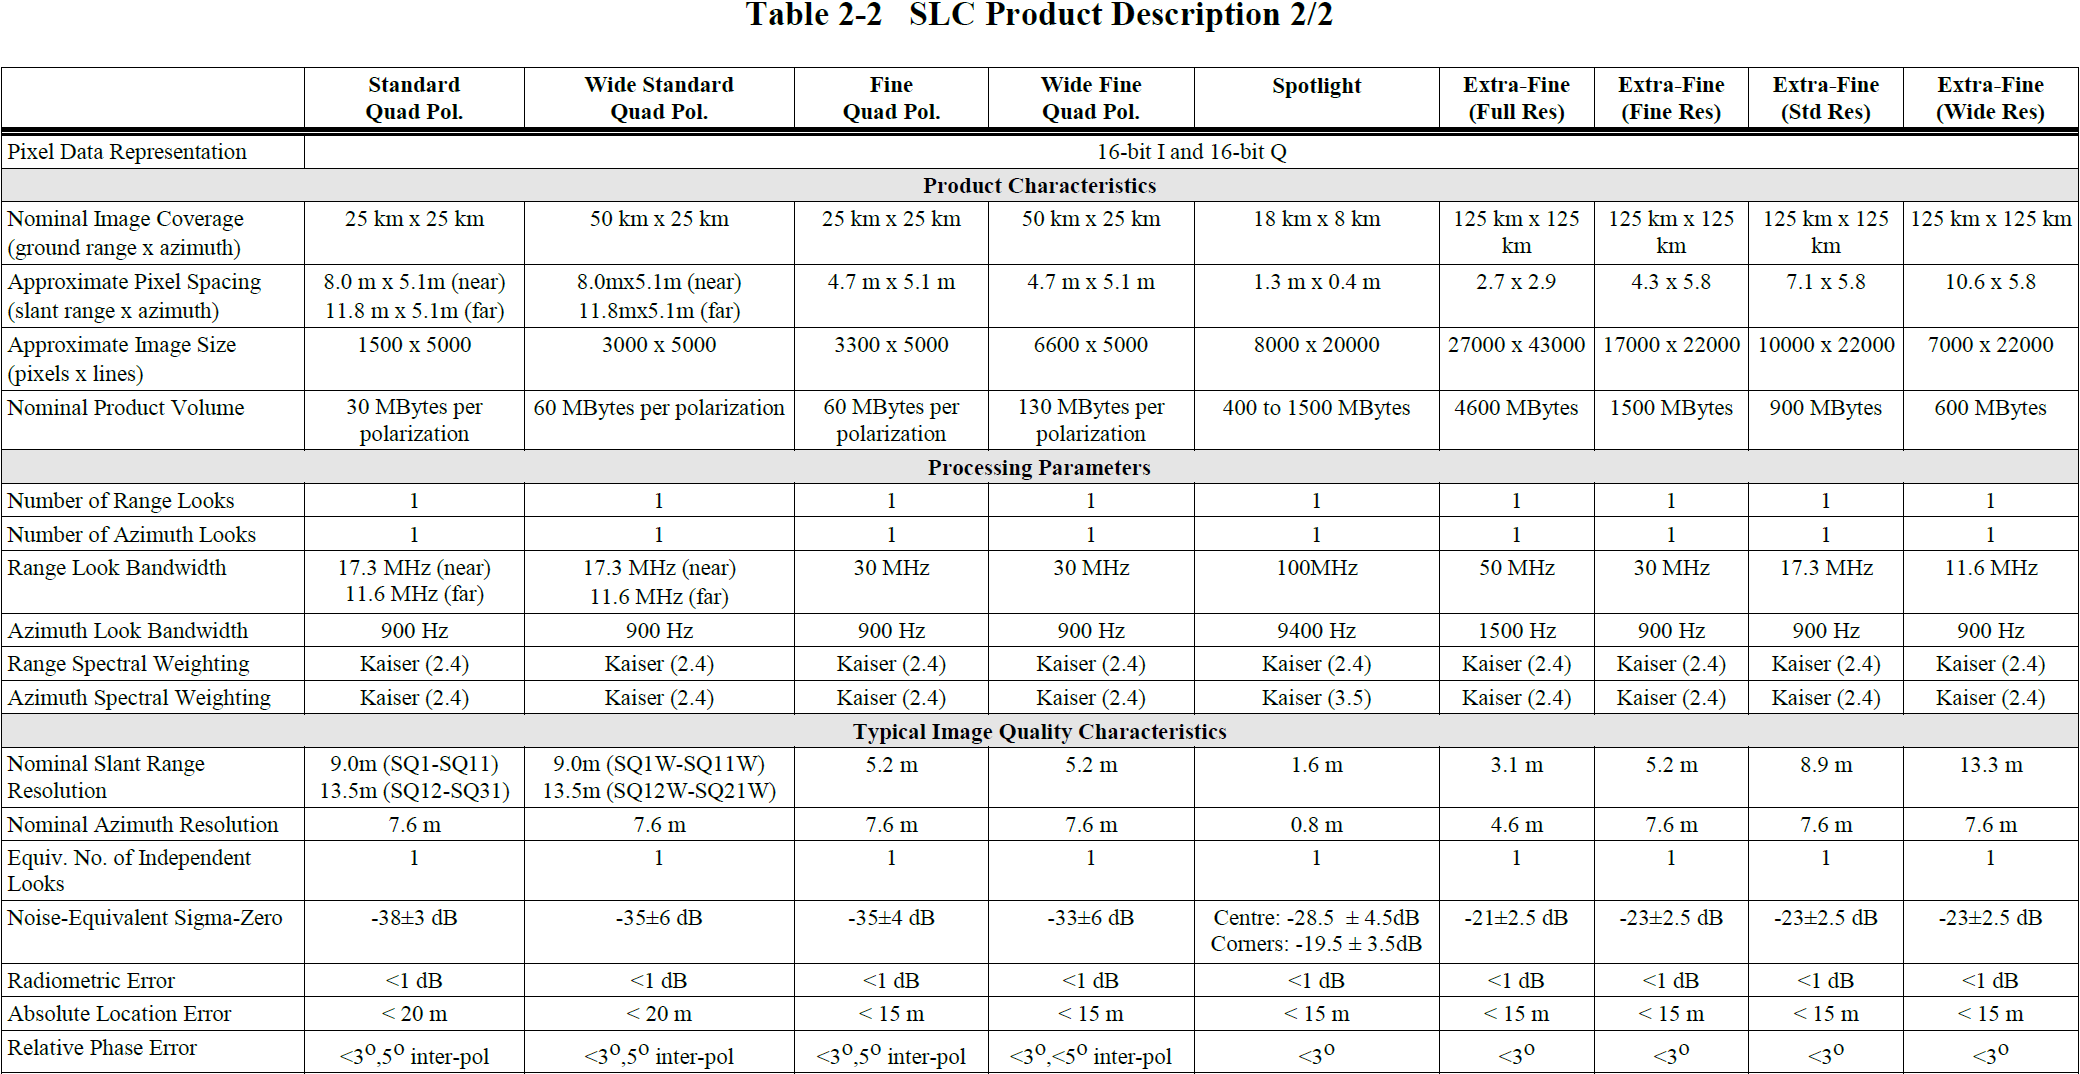 Table 2-2 SLC Product Description 2/2
Standard Quad Pol. Wide Standard Quad Pol. Fine Quad Pol. Wide Fine Quad Pol. Spotlight Extra-Fine (Full Res) Extra-Fine (Fine Res) Extra-Fine (Std Res) Extra-Fine (Wide Res)
Pixel Data Representation 16-bit I and 16-bit Q
Product Characteristics
Nominal Image Coverage (ground range x azimuth) 25 km x 25 km 50 km x 25 km 25 km x 25 km 50 km x 25 km 18 km x 8 km 125 km x 125 km 125 km x 125 km 125 km x 125 km 125 km x 125 km
Approximate Pixel Spacing (slant range x azimuth) 8.0 m x 5.1m (near) 11.8 m x 5.1m (far) 8.0mx5.1m (near) 11.8mx5.1m (far) 4.7 m x 5.1 m 4.7 m x 5.1 m 1.3 m x 0.4 m 2.7 x 2.9 4.3 x 5.8 7.1 x 5.8 10.6 x 5.8
Approximate Image Size (pixels x lines) 1500 x 5000 3000 x 5000 3300 x 5000 6600 x 5000 8000 x 20000 27000 x 43000 17000 x 22000 10000 x 22000 7000 x 22000
Nominal Product Volume 30 MBytes per polarization 60 MBytes per polarization 60 MBytes per polarization 130 MBytes per polarization 400 to 1500 MBytes 4600 MBytes 1500 MBytes 900 MBytes 600 MBytes
Processing Parameters
Number of Range Looks 1 1 1 1 1 1 1 1 1
Number of Azimuth Looks 1 1 1 1 1 1 1 1 1
Range Look Bandwidth 17.3 MHz (near) 11.6 MHz (far) 17.3 MHz (near) 11.6 MHz (far) 30 MHz 30 MHz 100MHz 50 MHz 30 MHz 17.3 MHz 11.6 MHz
Azimuth Look Bandwidth 900 Hz 900 Hz 900 Hz 900 Hz 9400 Hz 1500 Hz 900 Hz 900 Hz 900 Hz
Range Spectral Weighting Kaiser (2.4) Kaiser (2.4) Kaiser (2.4) Kaiser (2.4) Kaiser (2.4) Kaiser (2.4) Kaiser (2.4) Kaiser (2.4) Kaiser (2.4)
Azimuth Spectral Weighting Kaiser (2.4) Kaiser (2.4) Kaiser (2.4) Kaiser (2.4) Kaiser (3.5) Kaiser (2.4) Kaiser (2.4) Kaiser (2.4) Kaiser (2.4)
Typical Image Quality Characteristics
Nominal Slant Range Resolution 9.0m (SQ1-SQ11) 13.5m (SQ12-SQ31) 9.0m (SQ1W-SQ11W) 13.5m (SQ12W-SQ21W) 5.2 m 5.2 m 1.6 m 3.1 m 5.2 m 8.9 m 13.3 m
Nominal Azimuth Resolution 7.6 m 7.6 m 7.6 m 7.6 m 0.8 m 4.6 m 7.6 m 7.6 m 7.6 m
Equiv. No. of Independent Looks 1 1 1 1 1 1 1 1 1
Noise-Equivalent Sigma-Zero -38±3 dB -35±6 dB -35±4 dB -33±6 dB Centre: -28.5 ± 4.5dB Corners: -19.5 ± 3.5dB -21±2.5 dB -23±2.5 dB -23±2.5 dB -23±2.5 dB
Radiometric Error <1 dB <1 dB <1 dB <1 dB <1 dB <1 dB <1 dB <1 dB <1 dB
Absolute Location Error < 20 m < 20 m < 15 m < 15 m < 15 m < 15 m < 15 m < 15 m < 15 m
Relative Phase Error <3º,5º inter-pol <3º,5º inter-pol <3º,5º inter-pol <3º,<5º inter-pol <3º <3º <3º <3º <3º